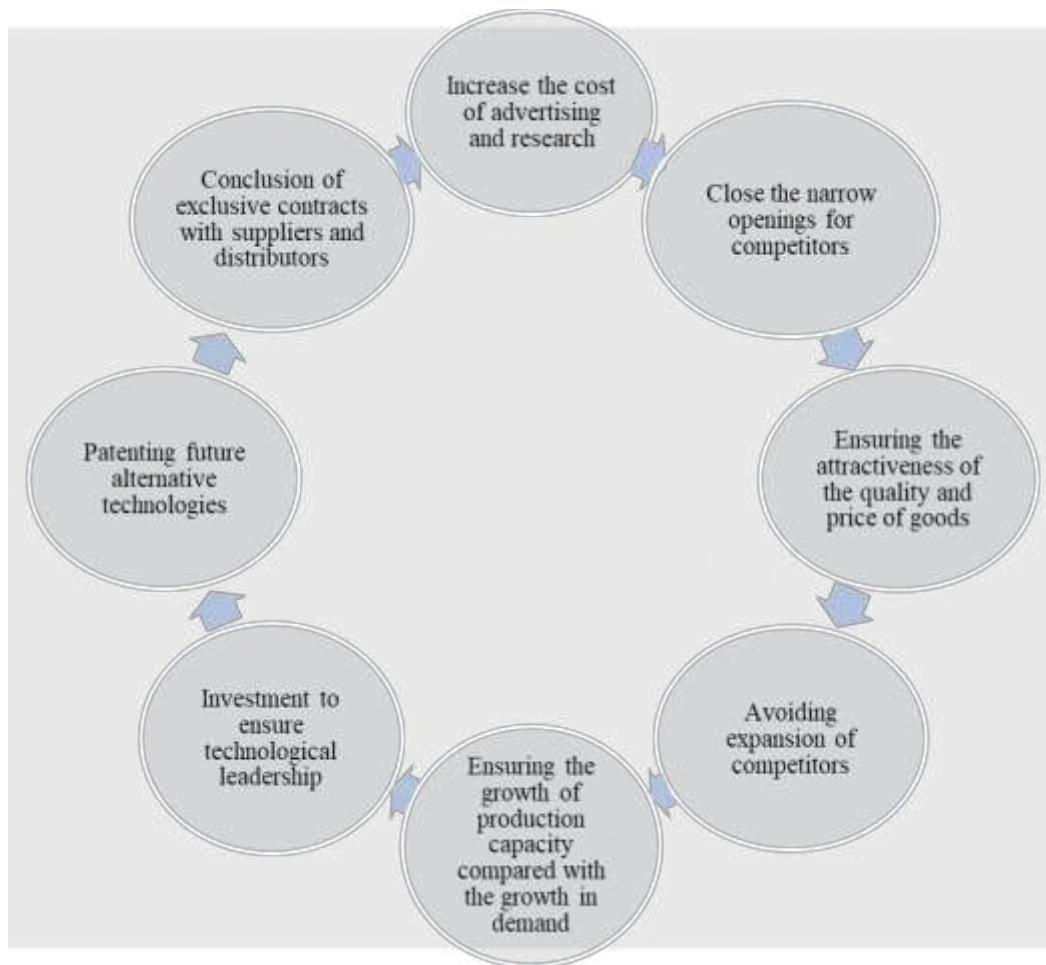 Increase the cost
of advertising
and research
Close the narrow
openings for
competitors
Ensuring the
attractiveness of
the quality and
price of goods
Avoiding
expansion of
competitors
Ensuring the
growth of
production
capacity
compared with
the growth in
demand
Investment to
ensure
technological
leadership
Patenting future
alternative
technologies
Conclusion of
exclusive contracts
with suppliers and
distributors